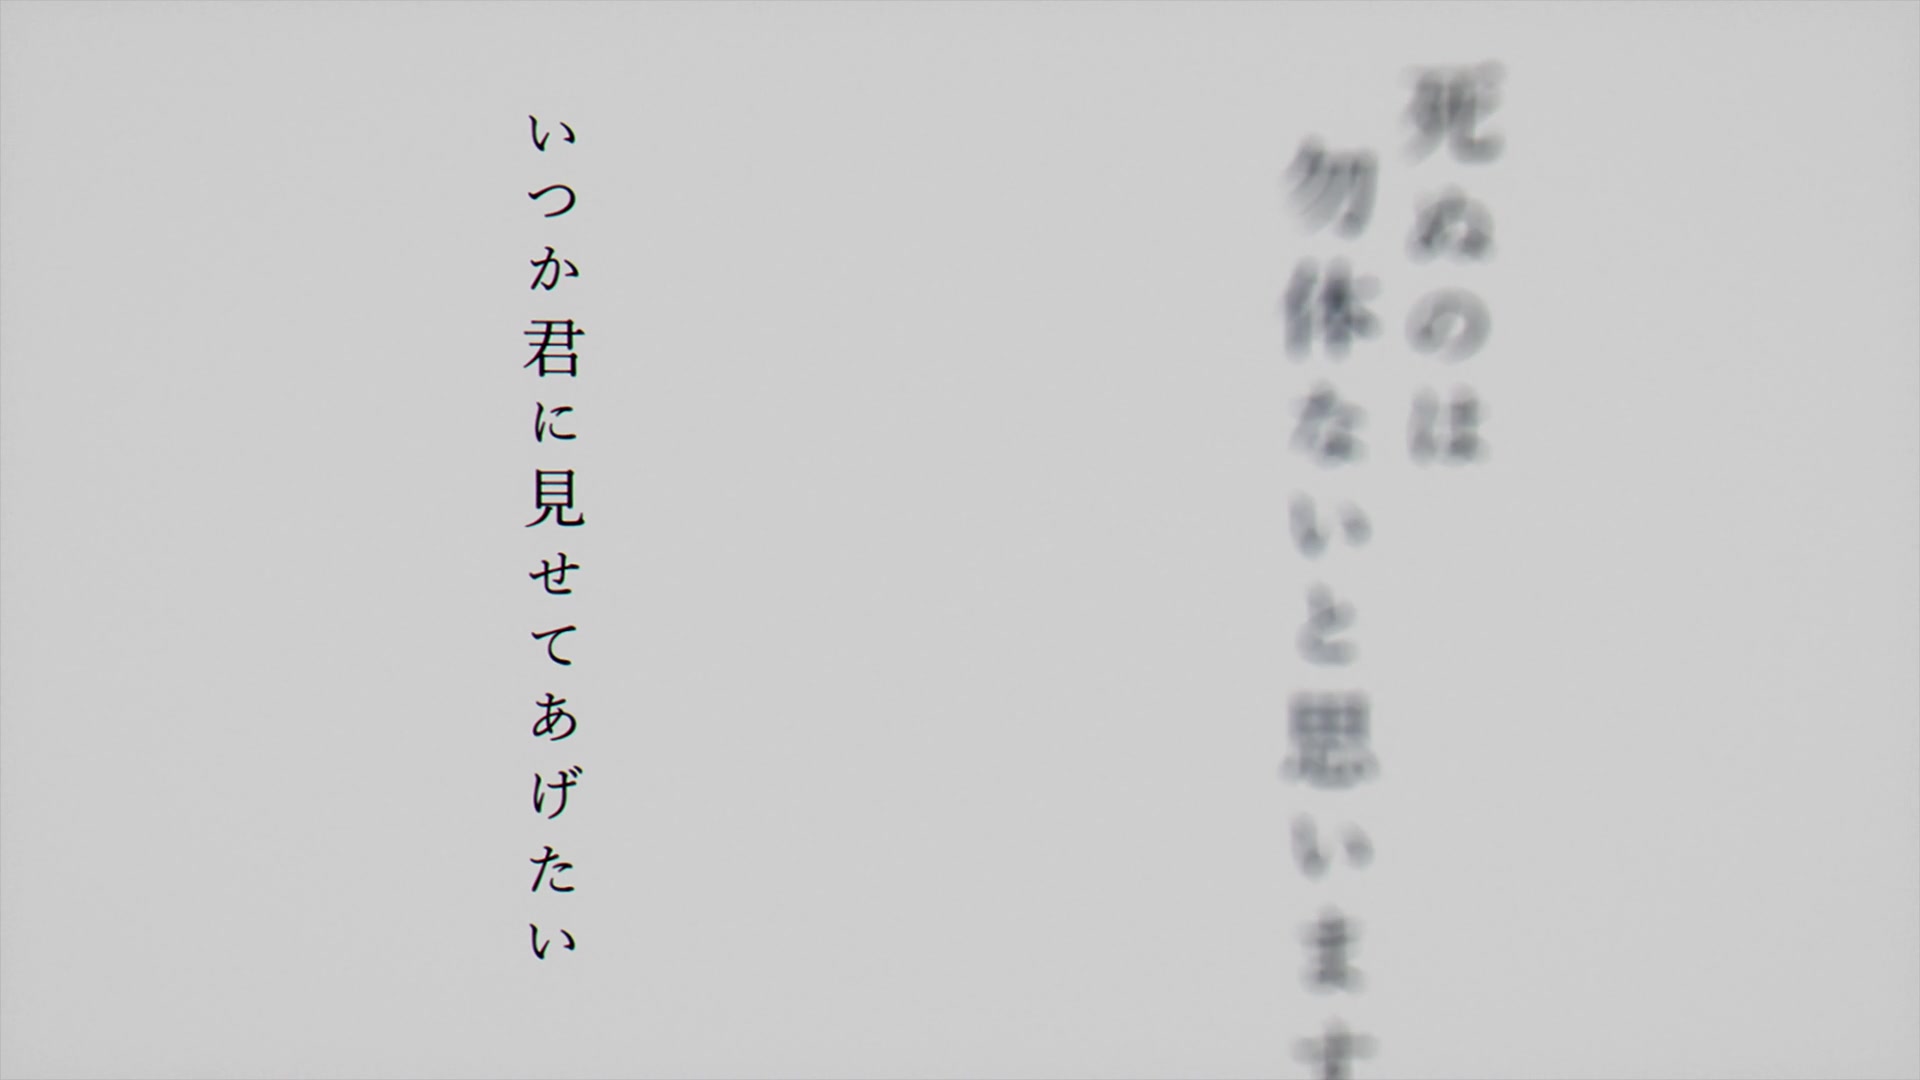 死ぬのは
勿体ないと思います
いつか君に見せてあげたい